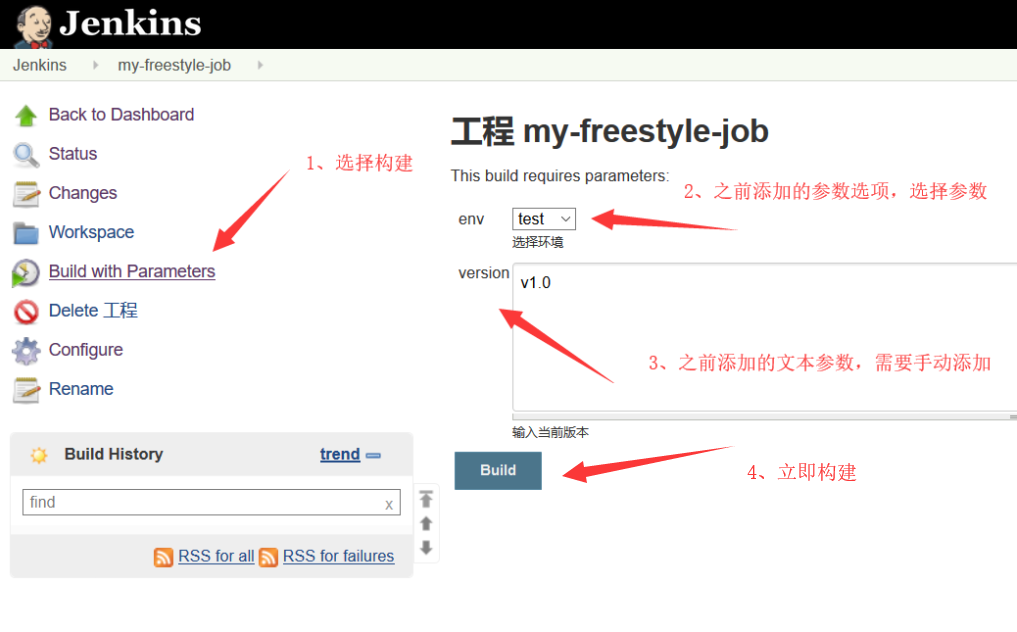 Jenkins
Jenkins
my-freestyle-job
Back to Dashboard
Status
Changes
Workspace
Build with Parameters
Delete 工程
Configure
Rename
Build History
trend
find
x
RSS for all
RSS for failures
1、选择构建
工程 my-freestyle-job
This build requires parameters:
2、之前添加的参数选项，选择参数
env
test
选择环境
version
v1.0
3、之前添加的文本参数，需要手动添加
输入当前版本
Build
4、立即构建